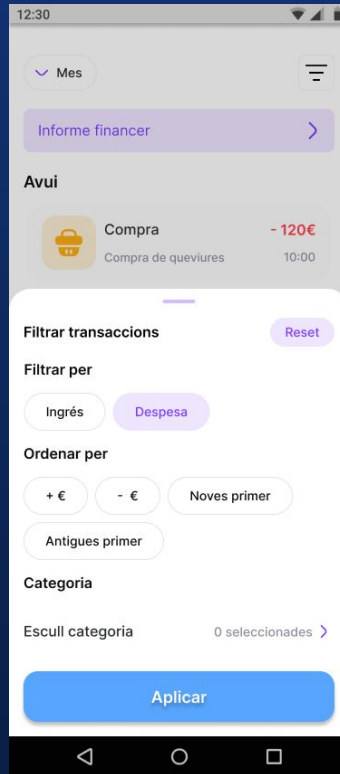 12:30
Mes
Informe financer
Avui
Compra - 120€
Compra de queviures 10:00
Filtrar transaccions Reset
Filtrar per
Ingrés Despesa
Ordenar per
+ € - € Noves primer
Antigues primer
Categoria
Escull categoria 0 seleccionades
Aplicar